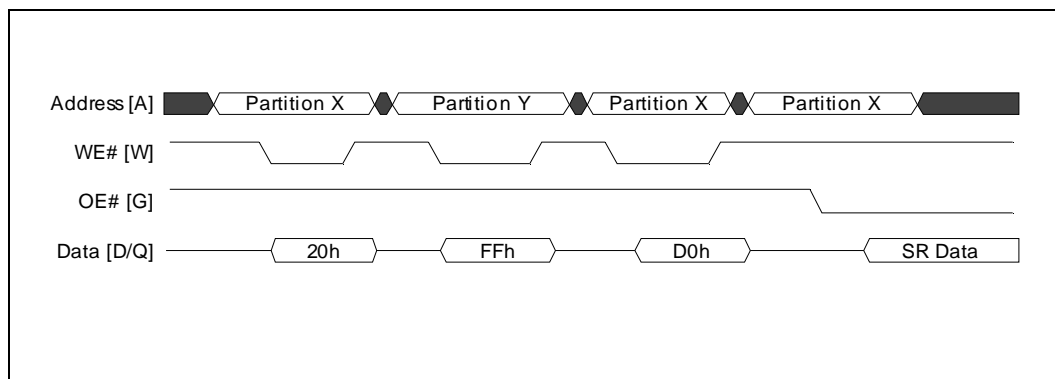 Address [A] Partition X Partition Y Partition X Partition X
WE# [W]
OE# [G]
Data [D/Q] 20h FFh D0h SR Data